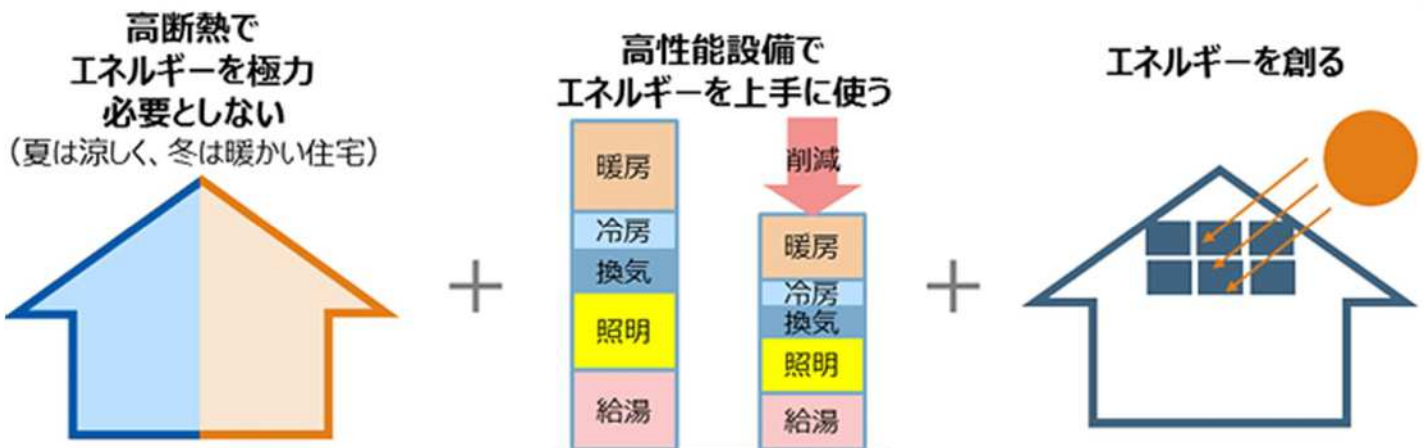 高断熱で
エネルギーを極力
必要としない
（夏は涼しく、冬は暖かい住宅）
高性能設備で
エネルギーを上手に使う
暖房
冷房
換気
照明
給湯
削減
暖房
冷房
換気
照明
給湯
エネルギーを創る